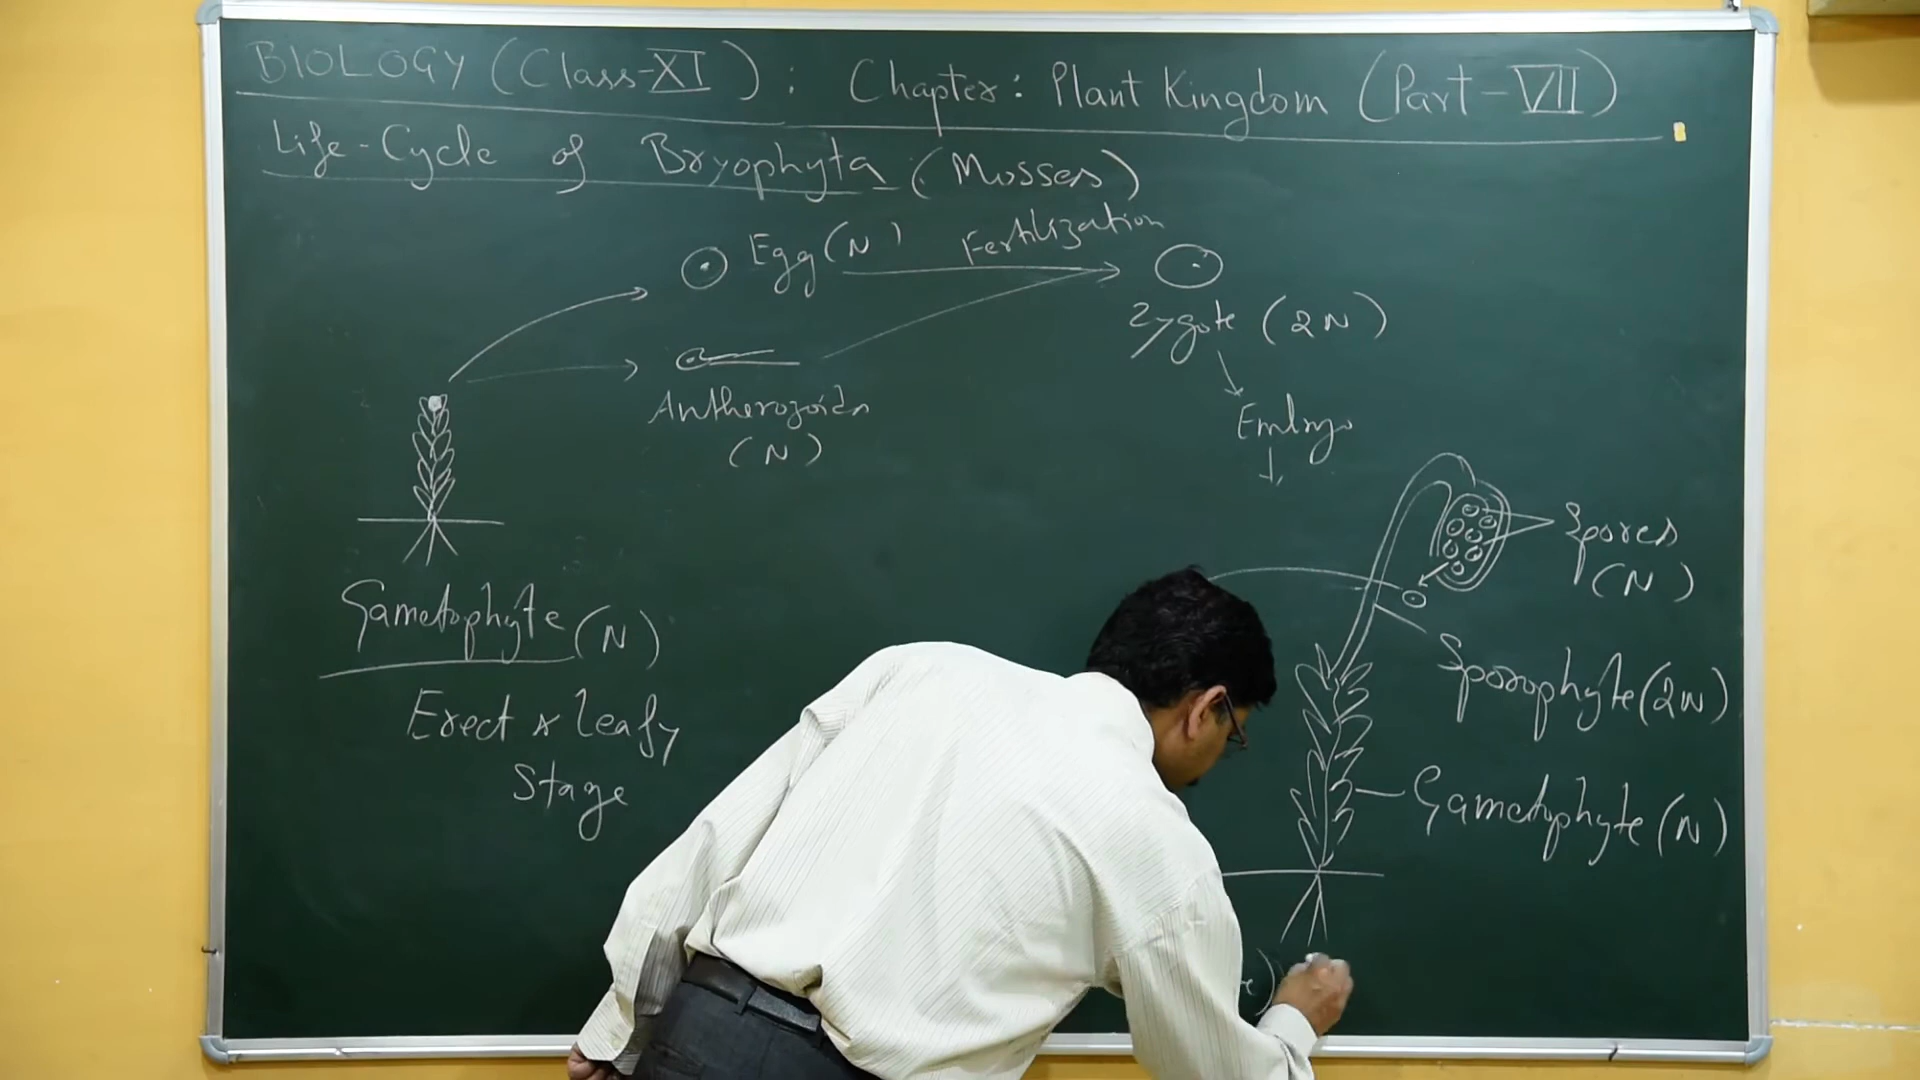 BIOLOGY (Class-XI) : Chapter: Plant Kingdom (Part-VII)
Life-Cycle of Bryophyta (Mosses)
Egg (N) Fertilization
Zygote (2N)
Antherozoids
(N)
Embryo
Spores
(N)
Gametophyte (N)
Sporophyte (2N)
Erect & leafy
Stage
Gametophyte (N)